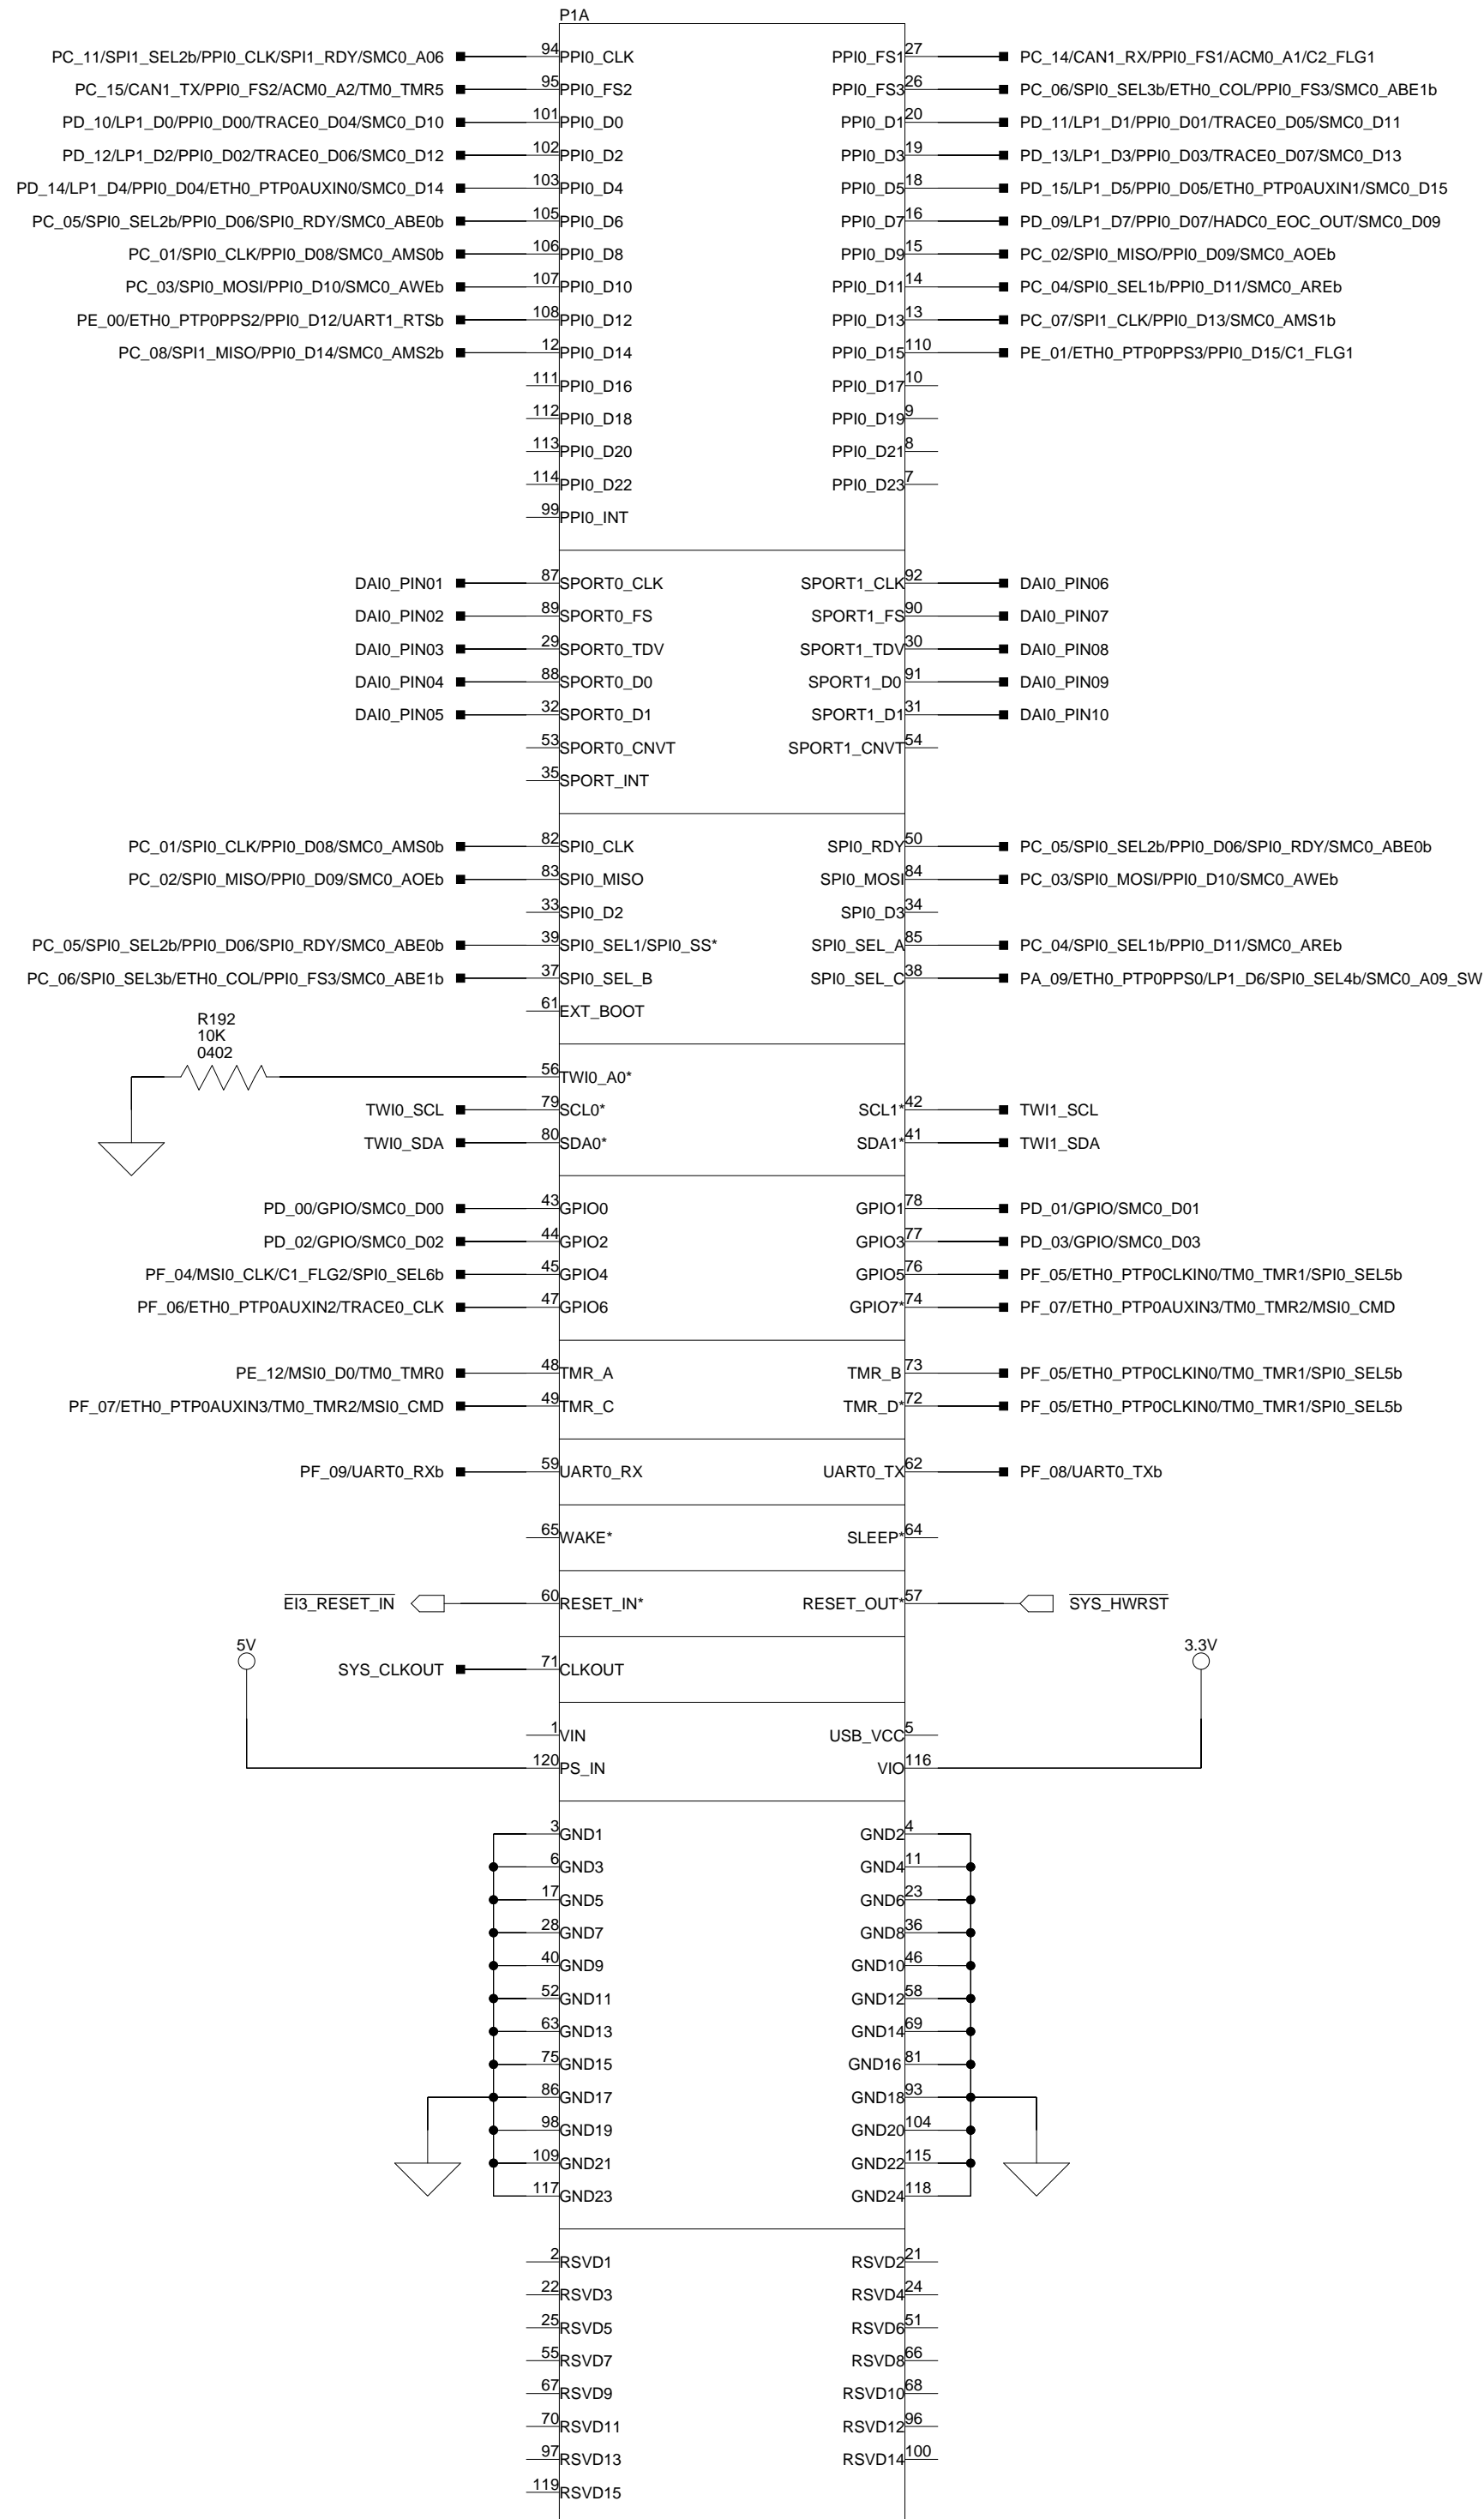 P1A
PC_11/SPI1_SEL2b/PPI0_CLK/SPI1_RDY/SMC0_A06 94 PPI0_CLK PPI0_FS1 27 PC_14/CAN1_RX/PPI0_FS1/ACM0_A1/C2_FLG1
PC_15/CAN1_TX/PPI0_FS2/ACM0_A2/TM0_TMR5 95 PPI0_FS2 PPI0_FS3 26 PC_06/SPI0_SEL3b/ETH0_COL/PPI0_FS3/SMC0_ABE1b
PD_10/LP1_D0/PPI0_D00/TRACE0_D04/SMC0_D10 101 PPI0_D0 PPI0_D1 20 PD_11/LP1_D1/PPI0_D01/TRACE0_D05/SMC0_D11
PD_12/LP1_D2/PPI0_D02/TRACE0_D06/SMC0_D12 102 PPI0_D2 PPI0_D3 19 PD_13/LP1_D3/PPI0_D03/TRACE0_D07/SMC0_D13
PD_14/LP1_D4/PPI0_D04/ETH0_PTP0AUXIN0/SMC0_D14 103 PPI0_D4 PPI0_D5 18 PD_15/LP1_D5/PPI0_D05/ETH0_PTP0AUXIN1/SMC0_D15
PC_05/SPI0_SEL2b/PPI0_D06/SPI0_RDY/SMC0_ABE0b 105 PPI0_D6 PPI0_D7 16 PD_09/LP1_D7/PPI0_D07/HADC0_EOC_OUT/SMC0_D09
PC_01/SPI0_CLK/PPI0_D08/SMC0_AMS0b 106 PPI0_D8 PPI0_D9 15 PC_02/SPI0_MISO/PPI0_D09/SMC0_AOEb
PC_03/SPI0_MOSI/PPI0_D10/SMC0_AWEb 107 PPI0_D10 PPI0_D11 14 PC_04/SPI0_SEL1b/PPI0_D11/SMC0_AREb
PE_00/ETH0_PTP0PPS2/PPI0_D12/UART1_RTSb 108 PPI0_D12 PPI0_D13 13 PC_07/SPI1_CLK/PPI0_D13/SMC0_AMS1b
PC_08/SPI1_MISO/PPI0_D14/SMC0_AMS2b 12 PPI0_D14 PPI0_D15 110 PE_01/ETH0_PTP0PPS3/PPI0_D15/C1_FLG1
111 PPI0_D16 PPI0_D17 10
112 PPI0_D18 PPI0_D19 9
113 PPI0_D20 PPI0_D21 8
114 PPI0_D22 PPI0_D23 7
99 PPI0_INT
DAI0_PIN01 87 SPORT0_CLK SPORT1_CLK 92 DAI0_PIN06
DAI0_PIN02 89 SPORT0_FS SPORT1_FS 90 DAI0_PIN07
DAI0_PIN03 29 SPORT0_TDV SPORT1_TDV 30 DAI0_PIN08
DAI0_PIN04 88 SPORT0_D0 SPORT1_D0 91 DAI0_PIN09
DAI0_PIN05 32 SPORT0_D1 SPORT1_D1 31 DAI0_PIN10
53 SPORT0_CNVT SPORT1_CNVT 54
35 SPORT_INT
PC_01/SPI0_CLK/PPI0_D08/SMC0_AMS0b 82 SPI0_CLK SPI0_RDY 50 PC_05/SPI0_SEL2b/PPI0_D06/SPI0_RDY/SMC0_ABE0b
PC_02/SPI0_MISO/PPI0_D09/SMC0_AOEb 83 SPI0_MISO SPI0_MOSI 84 PC_03/SPI0_MOSI/PPI0_D10/SMC0_AWEb
33 SPI0_D2 SPI0_D3 34
PC_05/SPI0_SEL2b/PPI0_D06/SPI0_RDY/SMC0_ABE0b 39 SPI0_SEL1/SPI0_SS* SPI0_SEL_A 85 PC_04/SPI0_SEL1b/PPI0_D11/SMC0_AREb
PC_06/SPI0_SEL3b/ETH0_COL/PPI0_FS3/SMC0_ABE1b 37 SPI0_SEL_B SPI0_SEL_C 38 PA_09/ETH0_PTP0PPS0/LP1_D6/SPI0_SEL4b/SMC0_A09_SW
61 EXT_BOOT
R192
10K
0402
56 TWI0_A0*
TWI0_SCL 79 SCL0* SCL1* 42 TWI1_SCL
TWI0_SDA 80 SDA0* SDA1* 41 TWI1_SDA
PD_00/GPIO/SMC0_D00 43 GPIO0 GPIO1 78 PD_01/GPIO/SMC0_D01
PD_02/GPIO/SMC0_D02 44 GPIO2 GPIO3 77 PD_03/GPIO/SMC0_D03
PF_04/MSI0_CLK/C1_FLG2/SPI0_SEL6b 45 GPIO4 GPIO5 76 PF_05/ETH0_PTP0CLKIN0/TM0_TMR1/SPI0_SEL5b
PF_06/ETH0_PTP0AUXIN2/TRACE0_CLK 47 GPIO6 GPIO7* 74 PF_07/ETH0_PTP0AUXIN3/TM0_TMR2/MSI0_CMD
PE_12/MSI0_D0/TM0_TMR0 48 TMR_A TMR_B 73 PF_05/ETH0_PTP0CLKIN0/TM0_TMR1/SPI0_SEL5b
PF_07/ETH0_PTP0AUXIN3/TM0_TMR2/MSI0_CMD 49 TMR_C TMR_D* 72 PF_05/ETH0_PTP0CLKIN0/TM0_TMR1/SPI0_SEL5b
PF_09/UART0_RXb 59 UART0_RX UART0_TX 62 PF_08/UART0_TXb
65 WAKE* SLEEP* 64
EI3_RESET_IN 60 RESET_IN* RESET_OUT* 57 SYS_HWRST
5V 3.3V
SYS_CLKOUT 71 CLKOUT
1 VIN USB_VCC 5
120 PS_IN VIO 116
3 GND1 GND2 4
6 GND3 GND4 11
17 GND5 GND6 23
28 GND7 GND8 36
40 GND9 GND10 46
52 GND11 GND12 58
63 GND13 GND14 69
75 GND15 GND16 81
86 GND17 GND18 93
98 GND19 GND20 104
109 GND21 GND22 115
117 GND23 GND24 118
2 RSVD1 RSVD2 21
22 RSVD3 RSVD4 24
25 RSVD5 RSVD6 51
55 RSVD7 RSVD8 66
67 RSVD9 RSVD10 68
70 RSVD11 RSVD12 96
97 RSVD13 RSVD14 100
119 RSVD15